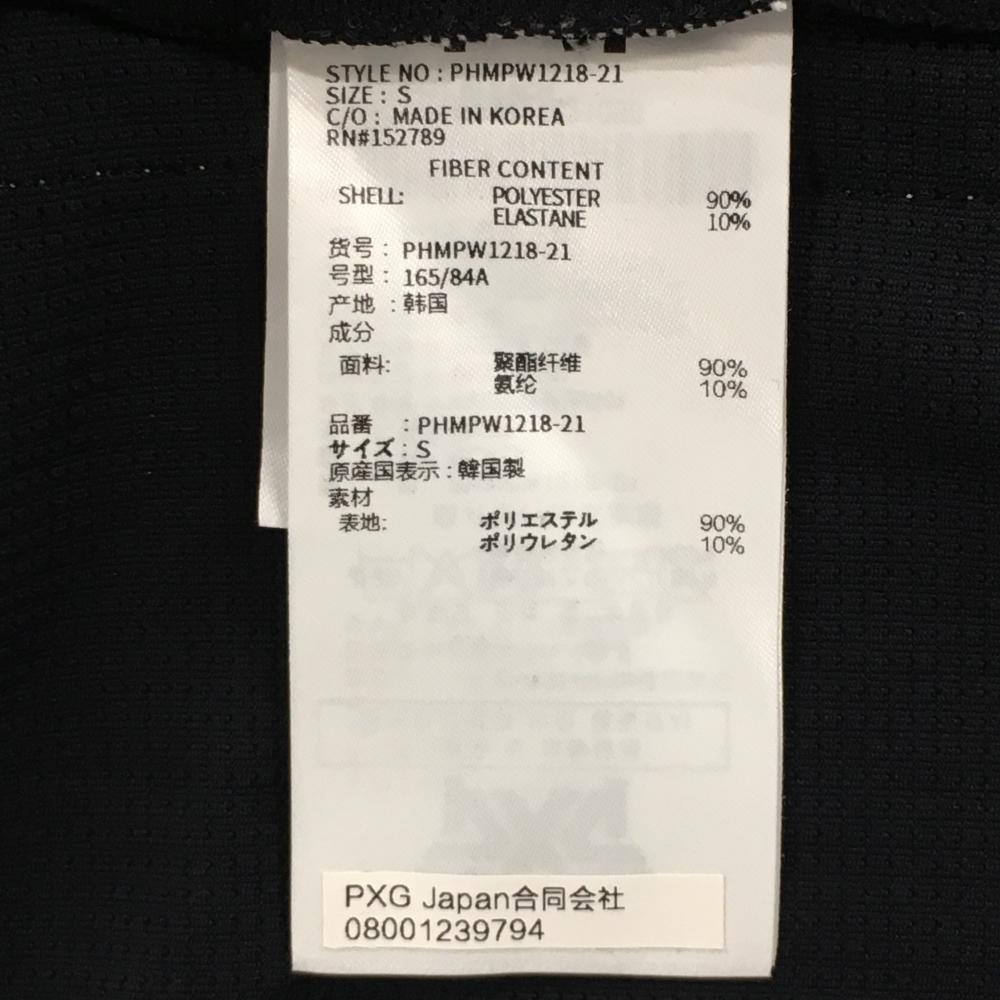 STYLE NO : PHMPW1218-21
SIZE : S
C/O : MADE IN KOREA
RN#152789
FIBER CONTENT
SHELL: POLYESTER 90%
ELASTANE 10%
货号 : PHMPW1218-21
号型 : 165/84A
产地 : 韩国
成分
面料: 聚酯纤维 90%
氨纶 10%
品番 : PHMPW1218-21
サイズ : S
原産国表示 : 韓国製
素材
表地: ポリエステル 90%
ポリウレタン 10%
PXG Japan合同会社
08001239794